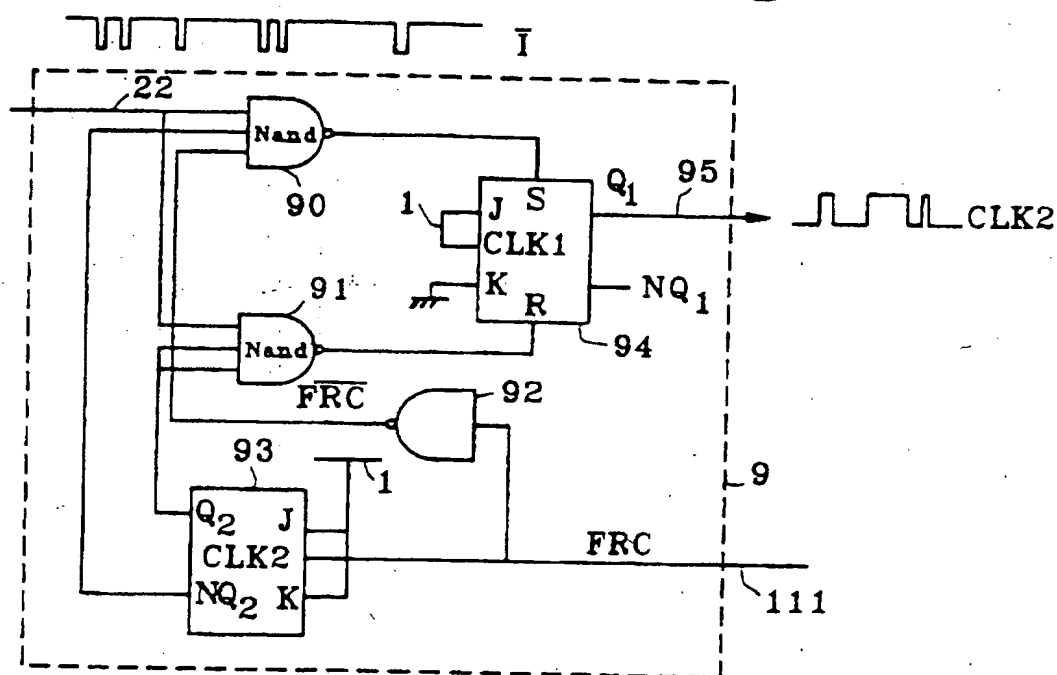 Ī
22
Nand
90
Q1 95
1 J S
CLK1
K
R
NQ1
94
CLK2
91
Nand
F̅R̅C̅
92
93
1
Q2 J
CLK2
NQ2 K
FRC
9
111